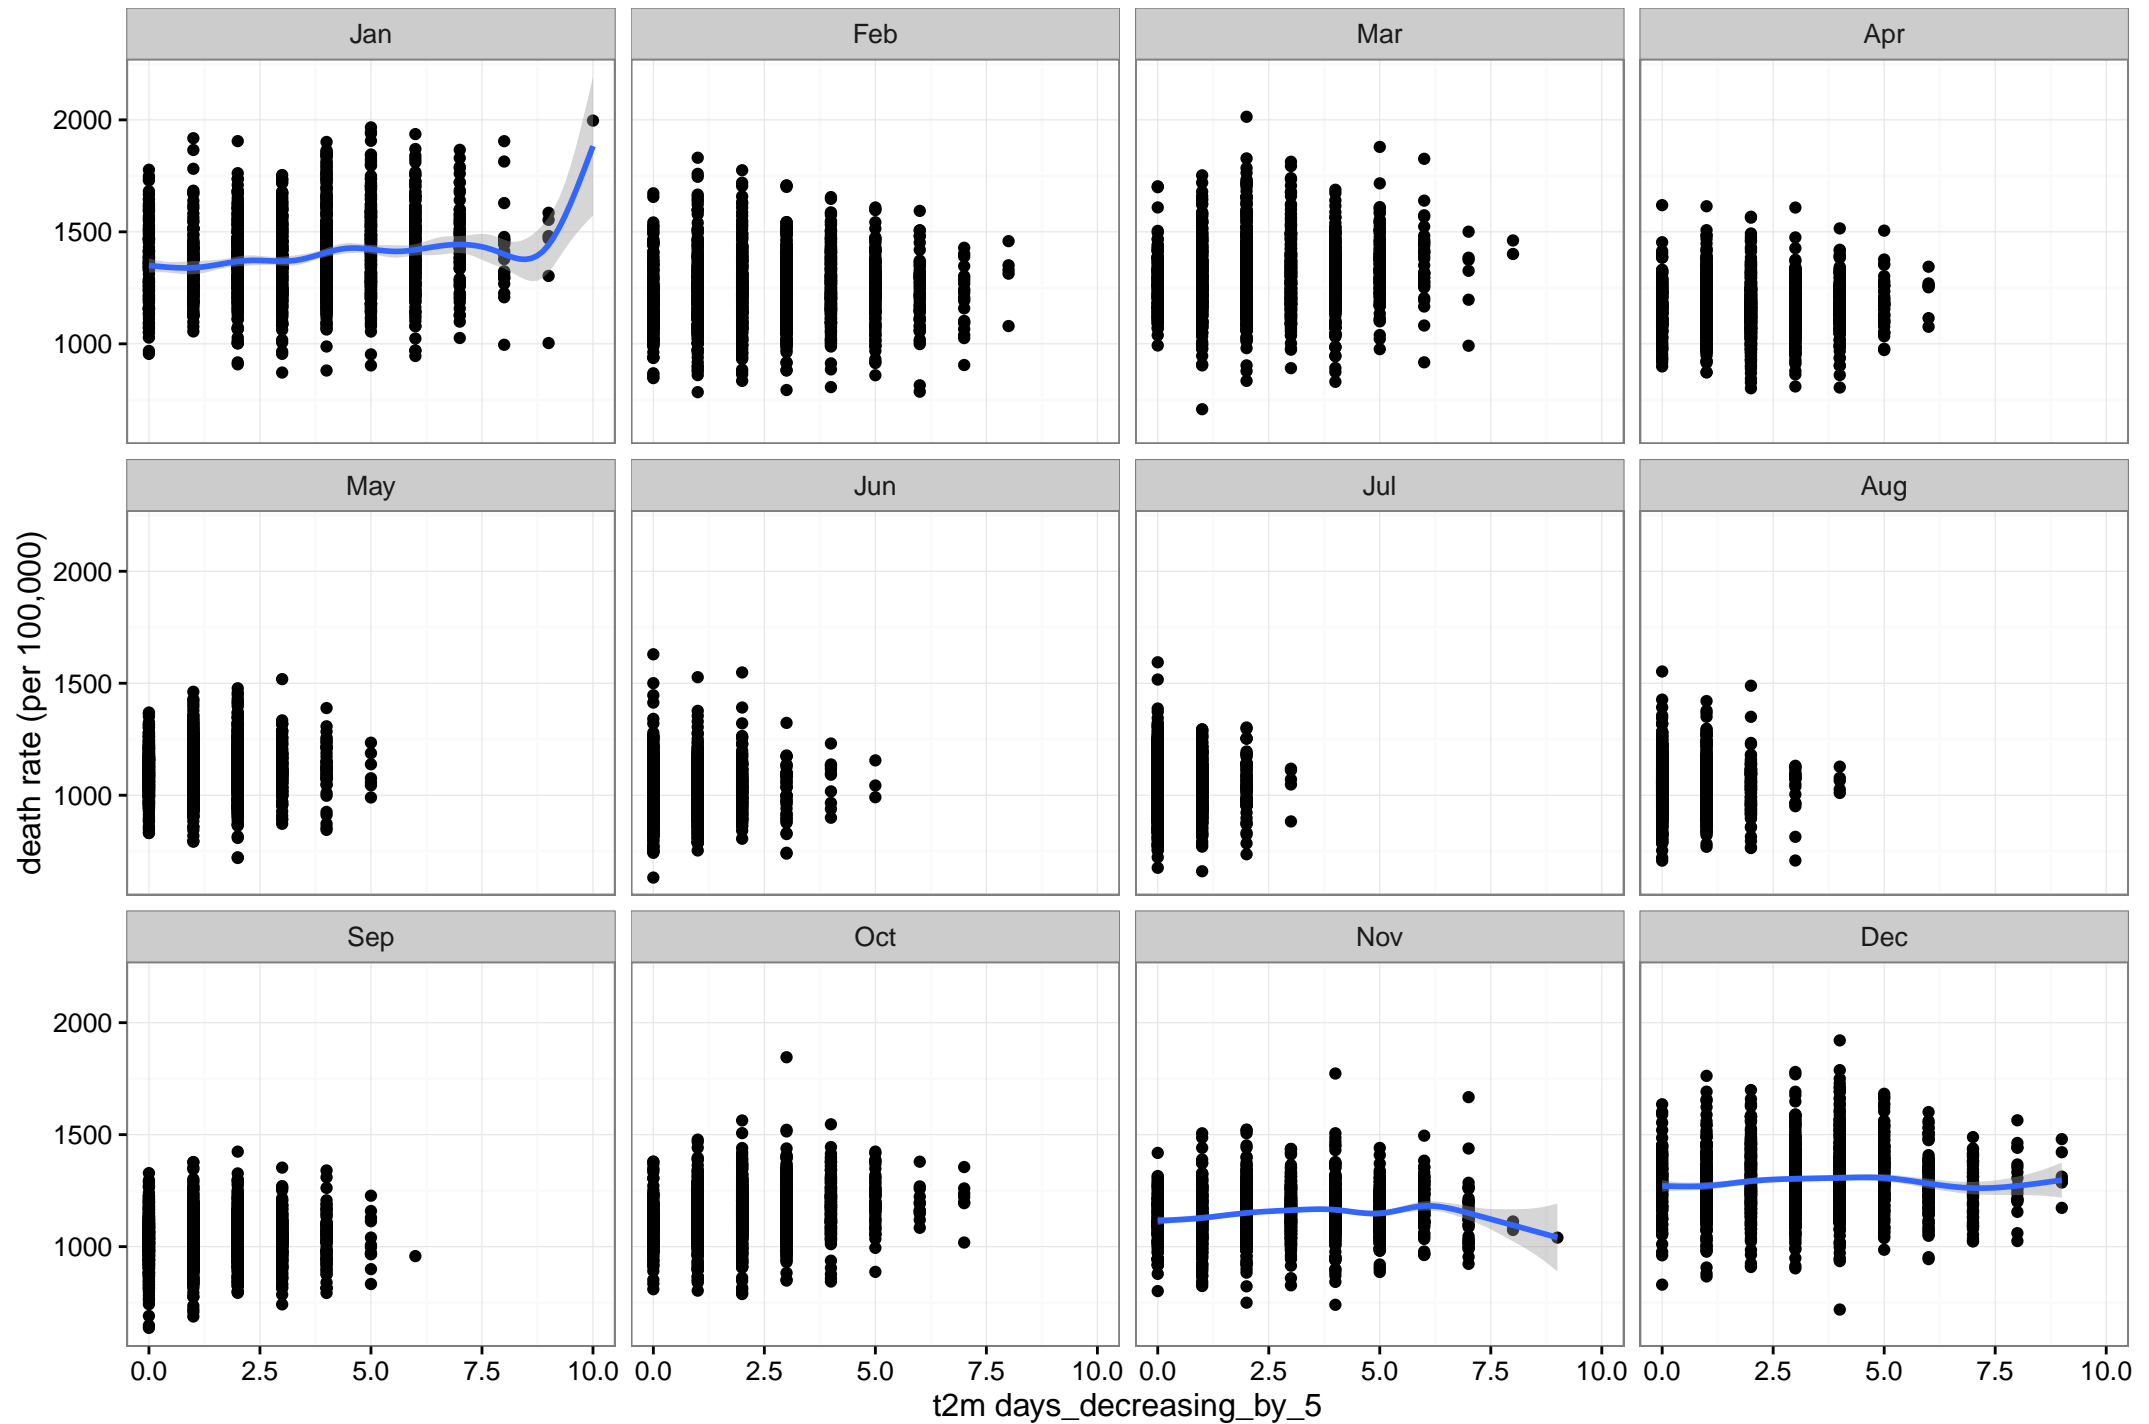 Jan Feb Mar Apr
2000
1500
1000
May Jun Jul Aug
2000
1500
1000
death rate (per 100,000)
Sep Oct Nov Dec
2000
1500
1000
0.0 2.5 5.0 7.5 10.0 0.0 2.5 5.0 7.5 10.0 0.0 2.5 5.0 7.5 10.0 0.0 2.5 5.0 7.5 10.0
t2m days_decreasing_by_5